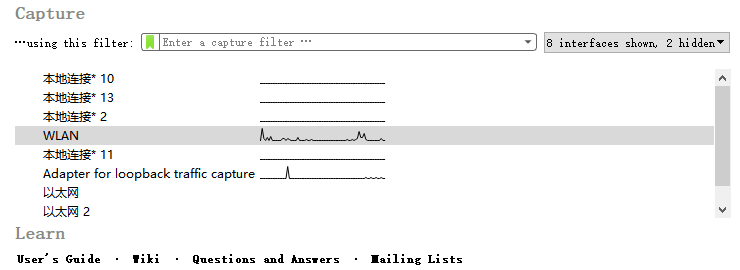 Capture
…using this filter: Enter a capture filter … 8 interfaces shown, 2 hidden
本地连接* 10
本地连接* 13
本地连接* 2
WLAN
本地连接* 11
Adapter for loopback traffic capture
以太网
以太网 2
Learn
User's Guide · Wiki · Questions and Answers · Mailing Lists